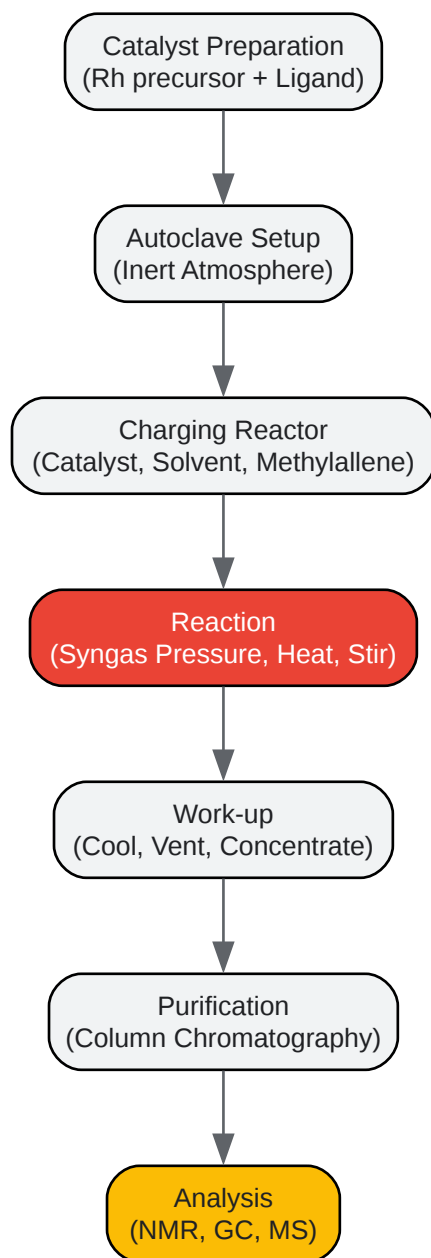 Catalyst Preparation
(Rh precursor + Ligand)
Autoclave Setup
(Inert Atmosphere)
Charging Reactor
(Catalyst, Solvent, Methylallene)
Reaction
(Syngas Pressure, Heat, Stir)
Work-up
(Cool, Vent, Concentrate)
Purification
(Column Chromatography)
Analysis
(NMR, GC, MS)